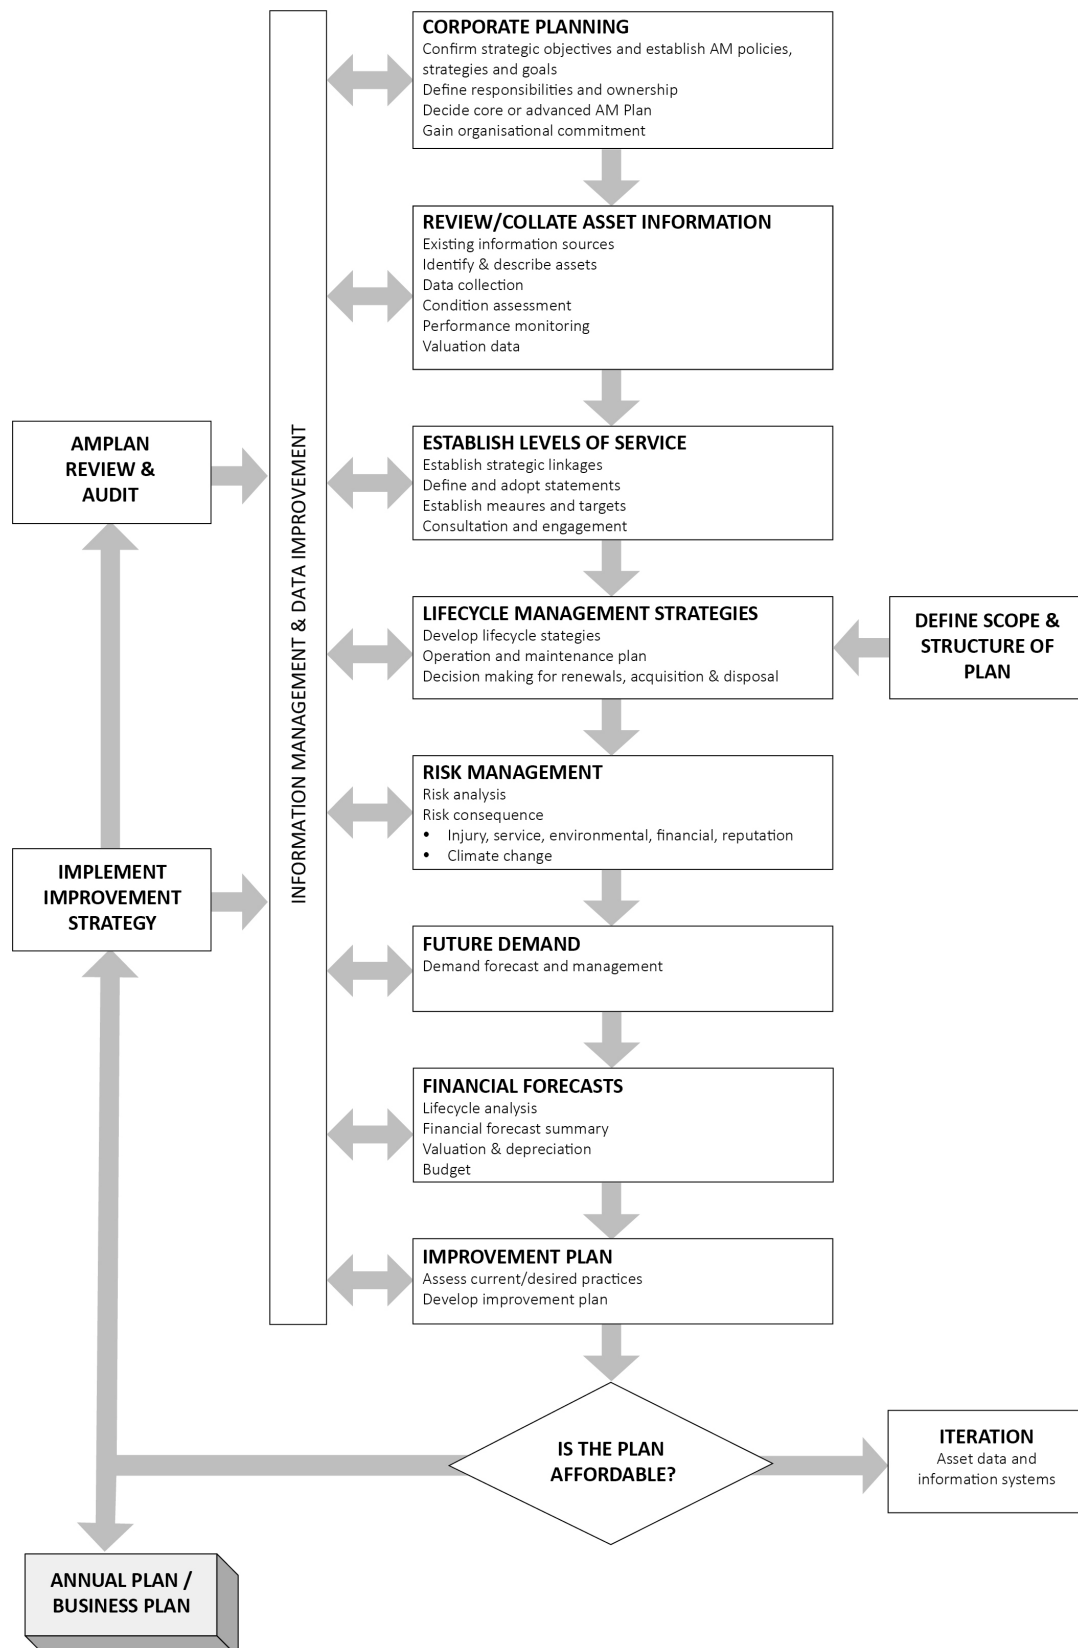 CORPORATE PLANNING
Confirm strategic objectives and establish AM policies,
strategies and goals
Define responsibilities and ownership
Decide core or advanced AM Plan
Gain organisational commitment
REVIEW/COLLATE ASSET INFORMATION
Existing information sources
Identify & describe assets
Data collection
Condition assessment
Performance monitoring
Valuation data
INFORMATION MANAGEMENT & DATA IMPROVEMENT
AMPLAN
REVIEW &
AUDIT
ESTABLISH LEVELS OF SERVICE
Establish strategic linkages
Define and adopt statements
Establish meaures and targets
Consultation and engagement
LIFECYCLE MANAGEMENT STRATEGIES
Develop lifecycle stategies
Operation and maintenance plan
Decision making for renewals, acquisition & disposal
DEFINE SCOPE &
STRUCTURE OF
PLAN
RISK MANAGEMENT
Risk analysis
Risk consequence
• Injury, service, environmental, financial, reputation
• Climate change
IMPLEMENT
IMPROVEMENT
STRATEGY
FUTURE DEMAND
Demand forecast and management
FINANCIAL FORECASTS
Lifecycle analysis
Financial forecast summary
Valuation & depreciation
Budget
IMPROVEMENT PLAN
Assess current/desired practices
Develop improvement plan
IS THE PLAN
AFFORDABLE?
ITERATION
Asset data and
information systems
ANNUAL PLAN /
BUSINESS PLAN